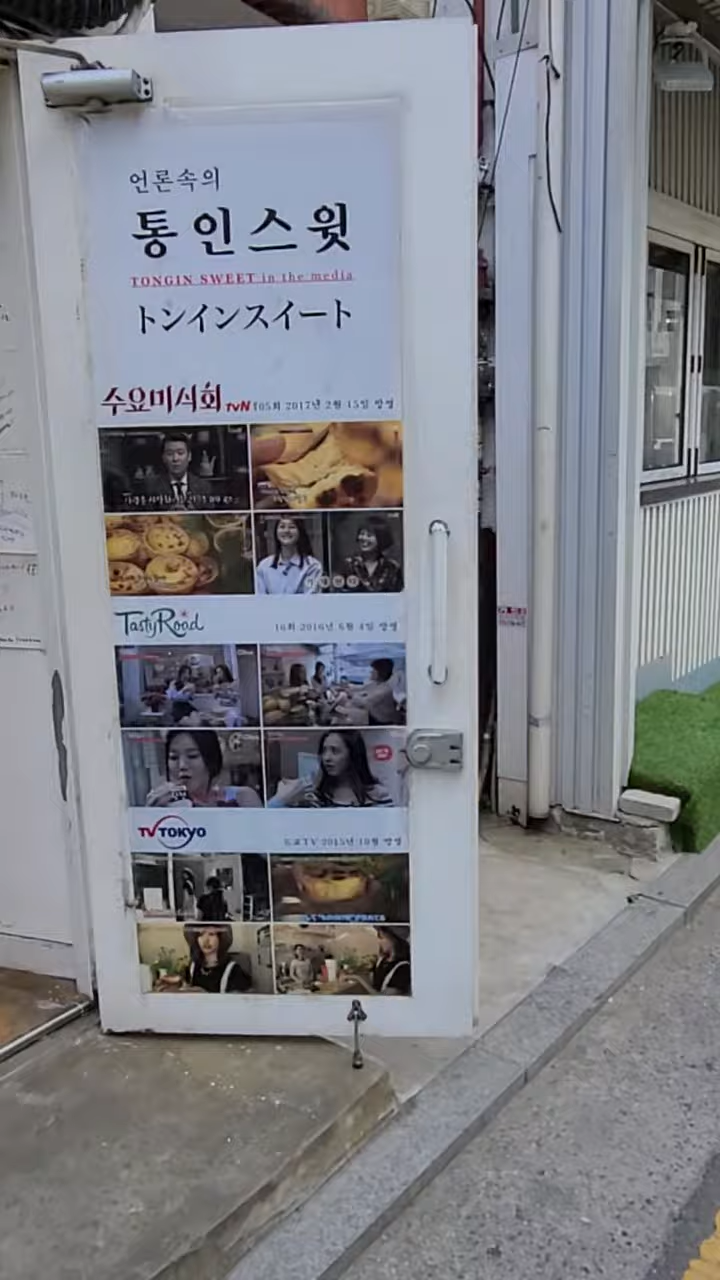 언론속의
통인스윗
TONGIN SWEET in the media
トンインスイート
수요미식회 tvN 105회 2017년 2월 15일 방영
Tasty Road 16회 2016년 6월 4일 방영
TV TOKYO 도쿄TV 2015년 10월 방영